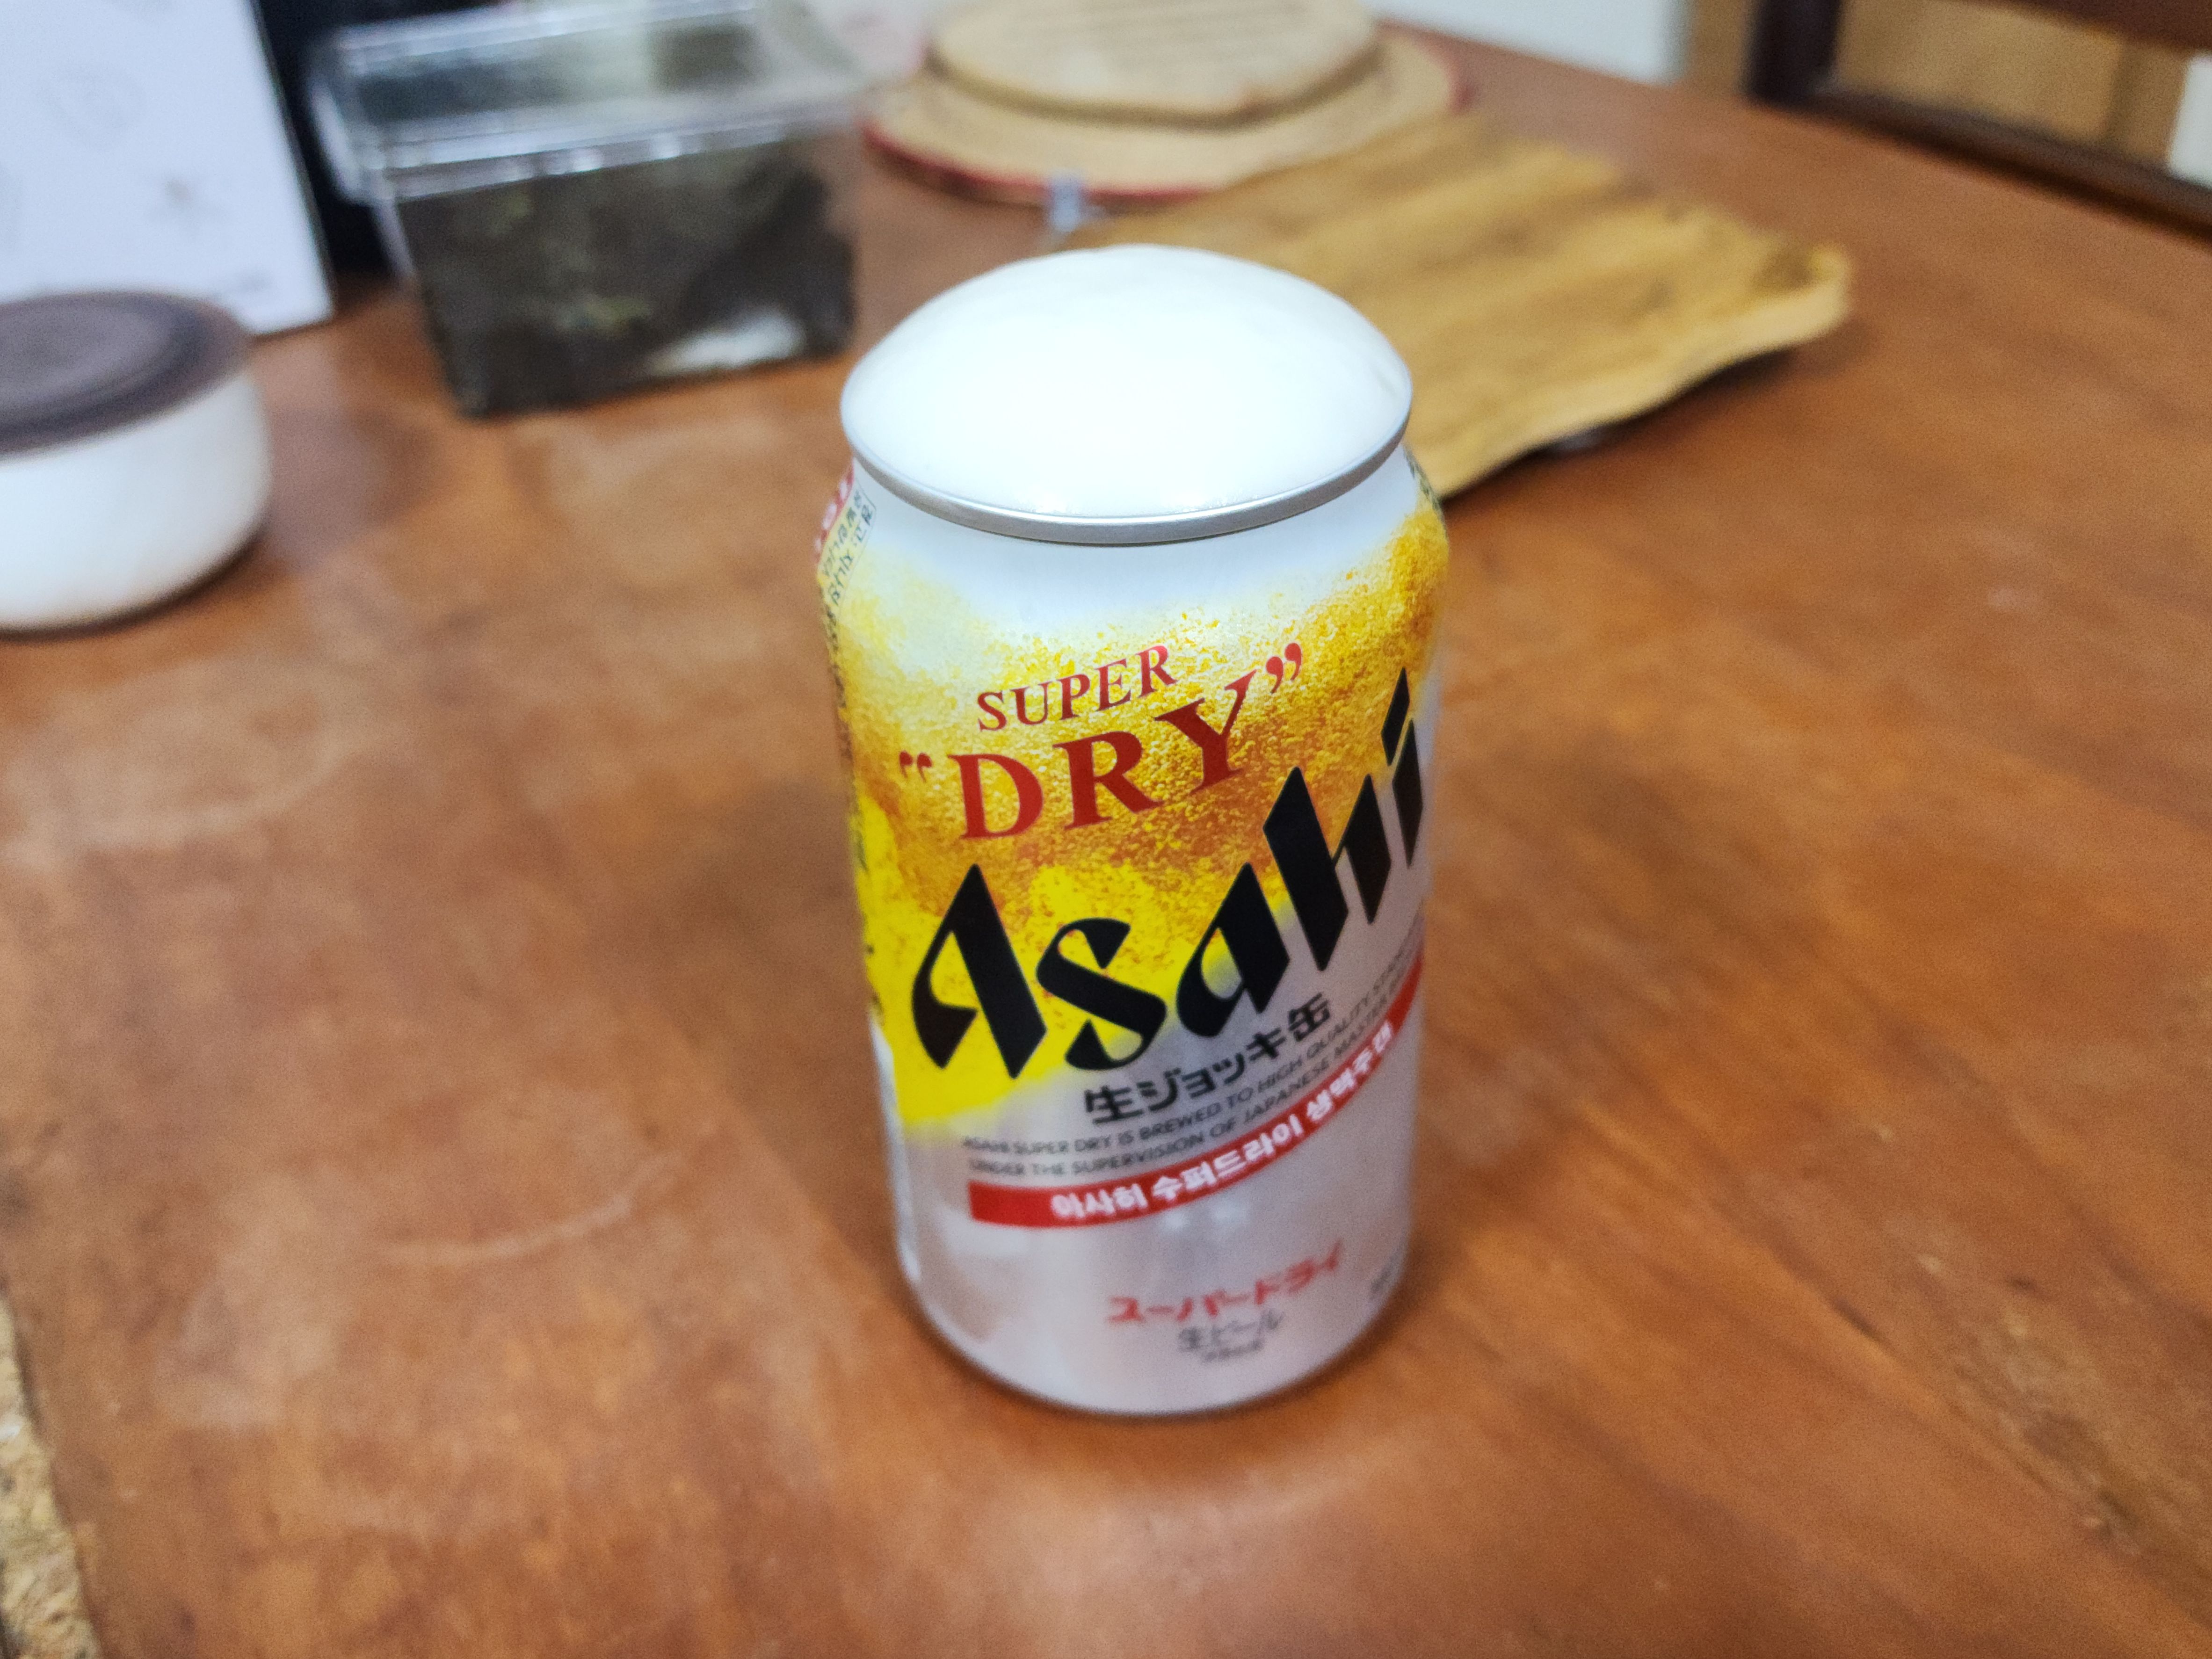 SUPER
“DRY”
Asahi
生ジョッキ缶
ASAHI SUPER DRY IS BREWED TO HIGH QUALITY
UNDER THE SUPERVISION OF JAPANESE MASTER
아사히 수퍼드라이 생맥주캔
スーパードライ
生ビール